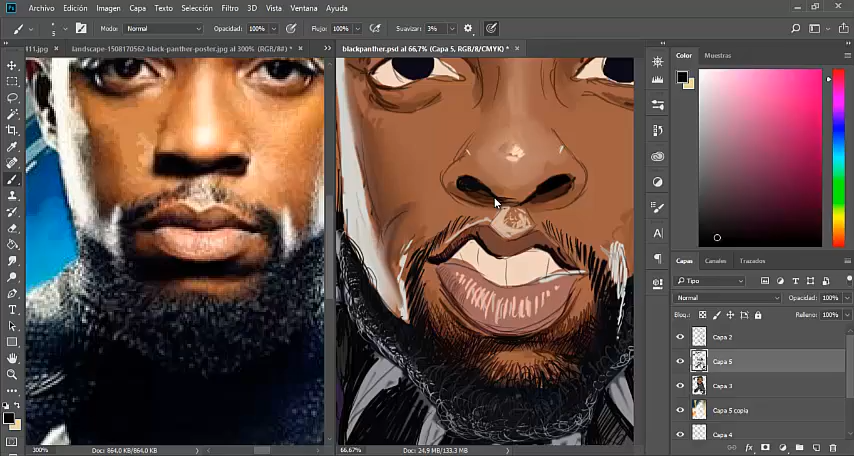 Ps Archivo Edición Imagen Capa Texto Selección Filtro 3D Vista Ventana Ayuda
5 Modo: Normal Opacidad: 100% Flujo: 100% Suavizar: 3%
111.jpg × landscape-1508170562-black-panther-poster.jpg al 300% (RGB/8#) * × blackpanther.psd al 66,7% (Capa 5, RGB/8/CMYK) * ×
Color Muestras
Capas Canales Trazados
Tipo
Normal Opacidad: 100%
Bloq.: Relleno: 100%
Capa 2
Capa 5
Capa 3
Capa 5 copia
Capa 4
300% Doc: 864.0 KB/864.0 KB 66.67% Doc: 24.9 MB/133.3 MB